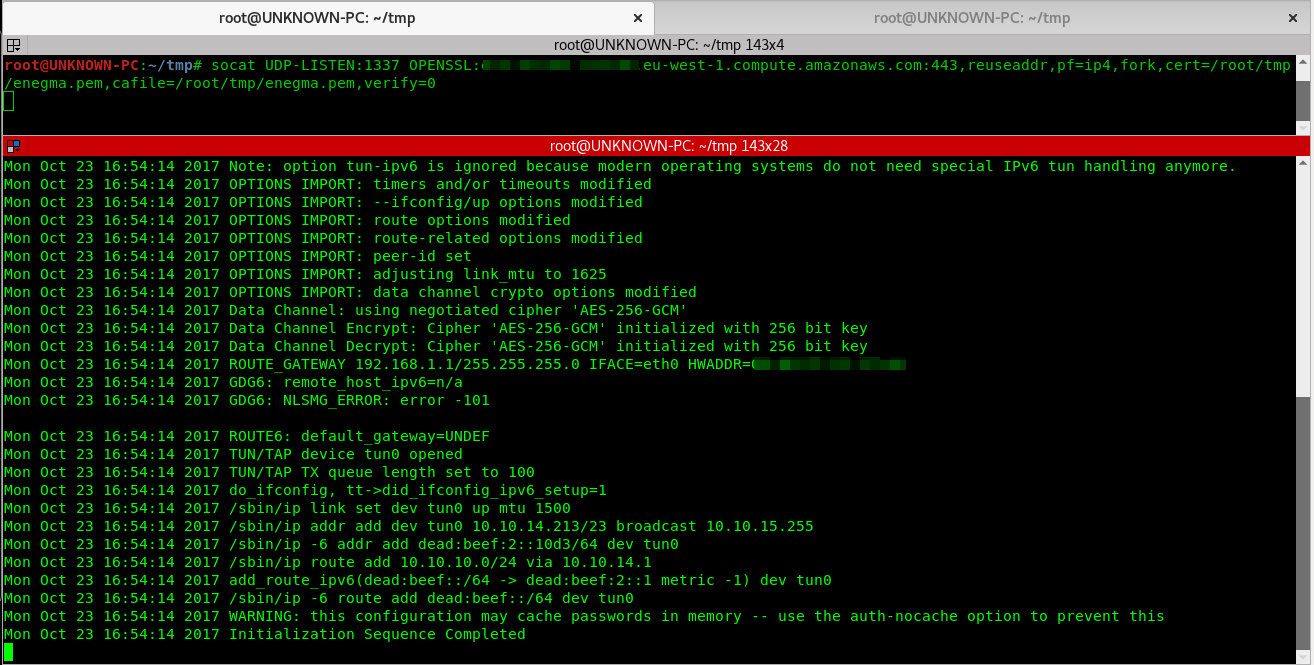 root@UNKNOWN-PC: ~/tmp
root@UNKNOWN-PC: ~/tmp
root@UNKNOWN-PC: ~/tmp 143x4
root@UNKNOWN-PC:~/tmp# socat UDP-LISTEN:1337 OPENSSL: .eu-west-1.compute.amazonaws.com:443,reuseaddr,pf=ip4,fork,cert=/root/tmp
/enegma.pem,cafile=/root/tmp/enegma.pem,verify=0
root@UNKNOWN-PC: ~/tmp 143x28
Mon Oct 23 16:54:14 2017 Note: option tun-ipv6 is ignored because modern operating systems do not need special IPv6 tun handling anymore.
Mon Oct 23 16:54:14 2017 OPTIONS IMPORT: timers and/or timeouts modified
Mon Oct 23 16:54:14 2017 OPTIONS IMPORT: --ifconfig/up options modified
Mon Oct 23 16:54:14 2017 OPTIONS IMPORT: route options modified
Mon Oct 23 16:54:14 2017 OPTIONS IMPORT: route-related options modified
Mon Oct 23 16:54:14 2017 OPTIONS IMPORT: peer-id set
Mon Oct 23 16:54:14 2017 OPTIONS IMPORT: adjusting link_mtu to 1625
Mon Oct 23 16:54:14 2017 OPTIONS IMPORT: data channel crypto options modified
Mon Oct 23 16:54:14 2017 Data Channel: using negotiated cipher 'AES-256-GCM'
Mon Oct 23 16:54:14 2017 Data Channel Encrypt: Cipher 'AES-256-GCM' initialized with 256 bit key
Mon Oct 23 16:54:14 2017 Data Channel Decrypt: Cipher 'AES-256-GCM' initialized with 256 bit key
Mon Oct 23 16:54:14 2017 ROUTE_GATEWAY 192.168.1.1/255.255.255.0 IFACE=eth0 HWADDR=
Mon Oct 23 16:54:14 2017 GDG6: remote_host_ipv6=n/a
Mon Oct 23 16:54:14 2017 GDG6: NLSMG_ERROR: error -101
Mon Oct 23 16:54:14 2017 ROUTE6: default_gateway=UNDEF
Mon Oct 23 16:54:14 2017 TUN/TAP device tun0 opened
Mon Oct 23 16:54:14 2017 TUN/TAP TX queue length set to 100
Mon Oct 23 16:54:14 2017 do_ifconfig, tt->did_ifconfig_ipv6_setup=1
Mon Oct 23 16:54:14 2017 /sbin/ip link set dev tun0 up mtu 1500
Mon Oct 23 16:54:14 2017 /sbin/ip addr add dev tun0 10.10.14.213/23 broadcast 10.10.15.255
Mon Oct 23 16:54:14 2017 /sbin/ip -6 addr add dead:beef:2::10d3/64 dev tun0
Mon Oct 23 16:54:14 2017 /sbin/ip route add 10.10.10.0/24 via 10.10.14.1
Mon Oct 23 16:54:14 2017 add_route_ipv6(dead:beef::/64 -> dead:beef:2::1 metric -1) dev tun0
Mon Oct 23 16:54:14 2017 /sbin/ip -6 route add dead:beef::/64 dev tun0
Mon Oct 23 16:54:14 2017 WARNING: this configuration may cache passwords in memory -- use the auth-nocache option to prevent this
Mon Oct 23 16:54:14 2017 Initialization Sequence Completed